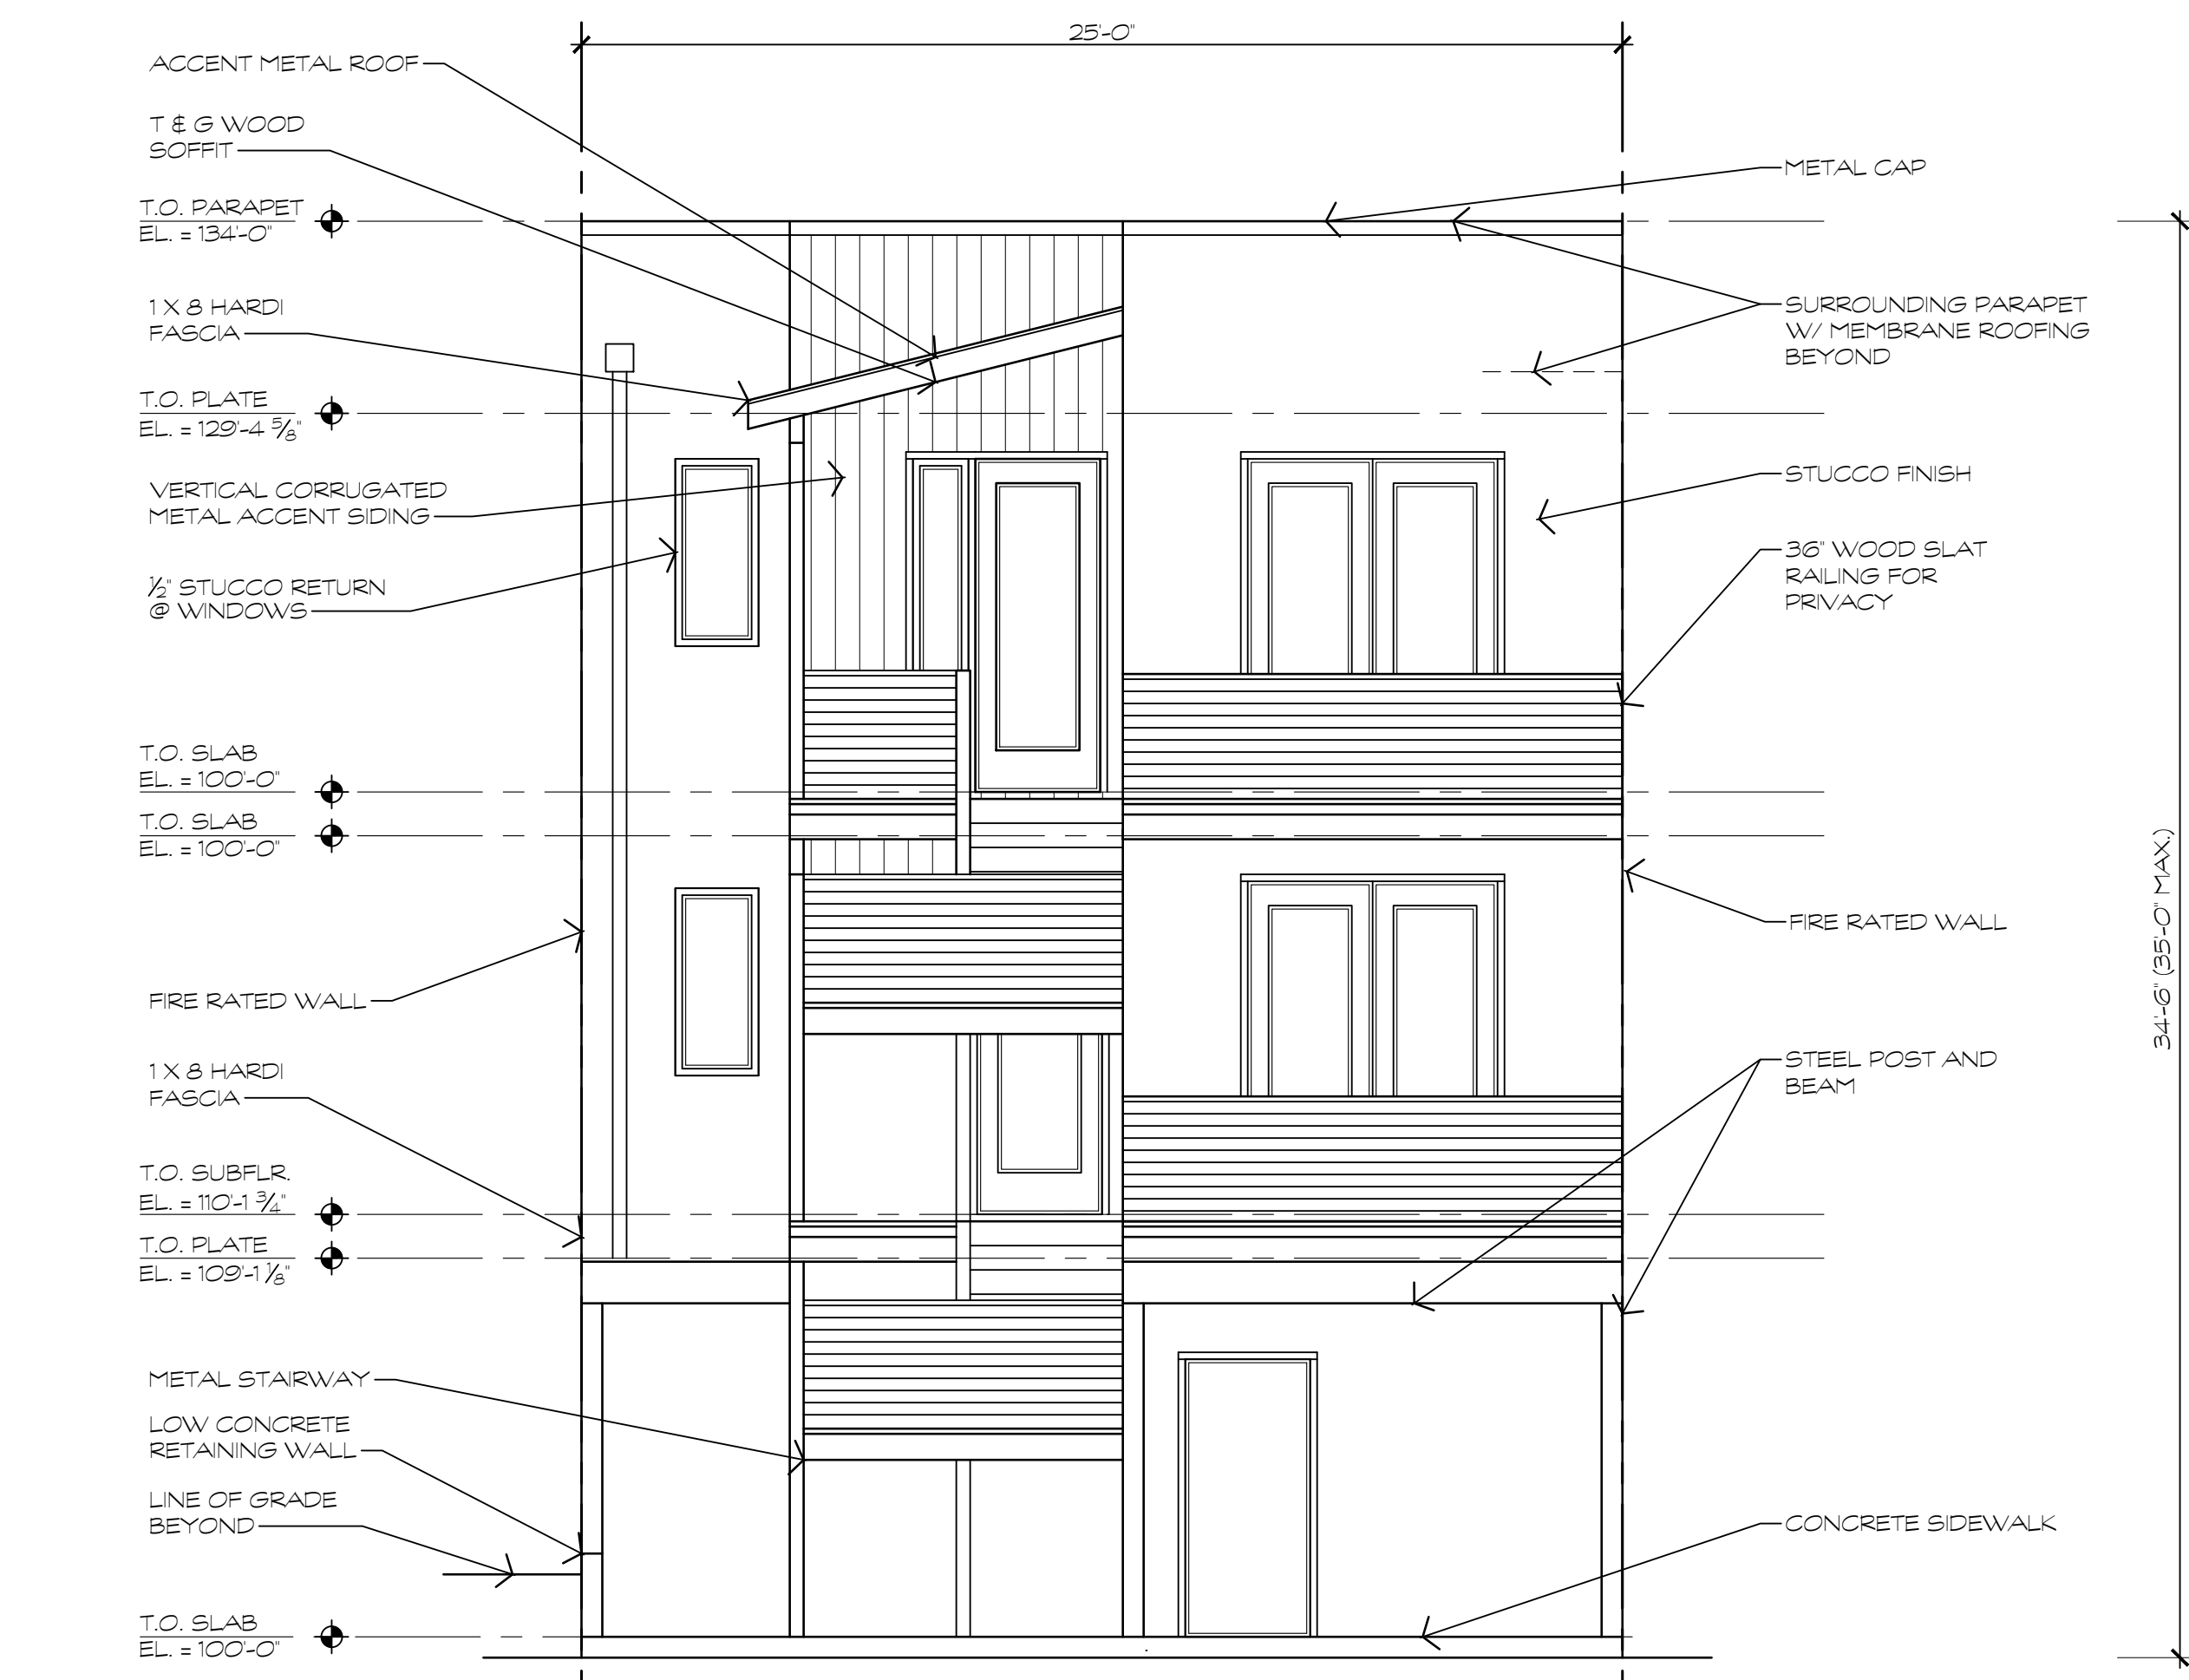 25'-0"
ACCENT METAL ROOF
T & G WOOD
SOFFIT
T.O. PARAPET
EL. = 134'-0"
1 X 8 HARDI
FASCIA
T.O. PLATE
EL. = 129'-4 5/8"
VERTICAL CORRUGATED
METAL ACCENT SIDING
1/2" STUCCO RETURN
@ WINDOWS
T.O. SLAB
EL. = 100'-0"
T.O. SLAB
EL. = 100'-0"
FIRE RATED WALL
1 X 8 HARDI
FASCIA
T.O. SUBFLR.
EL. = 110'-1 3/4"
T.O. PLATE
EL. = 109'-1 1/8"
METAL STAIRWAY
LOW CONCRETE
RETAINING WALL
LINE OF GRADE
BEYOND
T.O. SLAB
EL. = 100'-0"
METAL CAP
SURROUNDING PARAPET
W/ MEMBRANE ROOFING
BEYOND
STUCCO FINISH
36" WOOD SLAT
RAILING FOR
PRIVACY
FIRE RATED WALL
STEEL POST AND
BEAM
CONCRETE SIDEWALK
34'-6" (35'-0" MAX.)